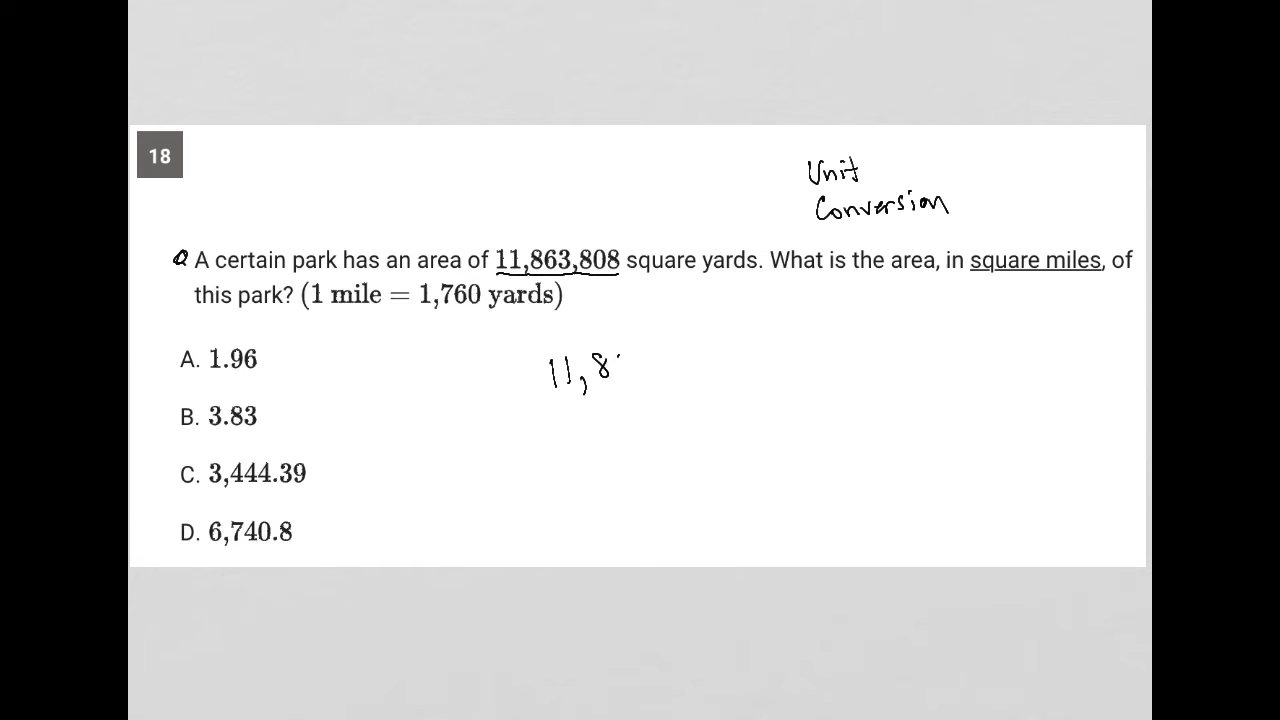 18
Unit
Conversion
A certain park has an area of 11,863,808 square yards. What is the area, in square miles, of
this park? (1 mile = 1,760 yards)
A. 1.96
11,8
B. 3.83
C. 3,444.39
D. 6,740.8